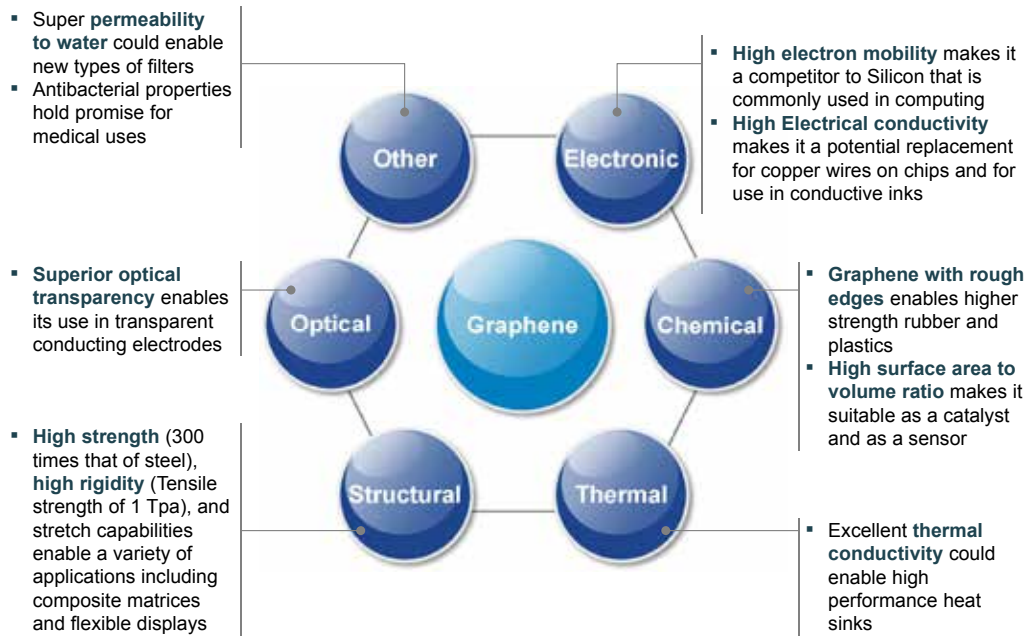 ▪ Super permeability
to water could enable
new types of filters
▪ Antibacterial properties
hold promise for
medical uses
▪ High electron mobility makes it
a competitor to Silicon that is
commonly used in computing
▪ High Electrical conductivity
makes it a potential replacement
for copper wires on chips and for
use in conductive inks
Other
Electronic
▪ Superior optical
transparency enables
its use in transparent
conducting electrodes
Optical
Graphene
Chemical
▪ Graphene with rough
edges enables higher
strength rubber and
plastics
▪ High surface area to
volume ratio makes it
suitable as a catalyst
and as a sensor
▪ High strength (300
times that of steel),
high rigidity (Tensile
strength of 1 Tpa), and
stretch capabilities
enable a variety of
applications including
composite matrices
and flexible displays
Structural
Thermal
▪ Excellent thermal
conductivity could
enable high
performance heat
sinks